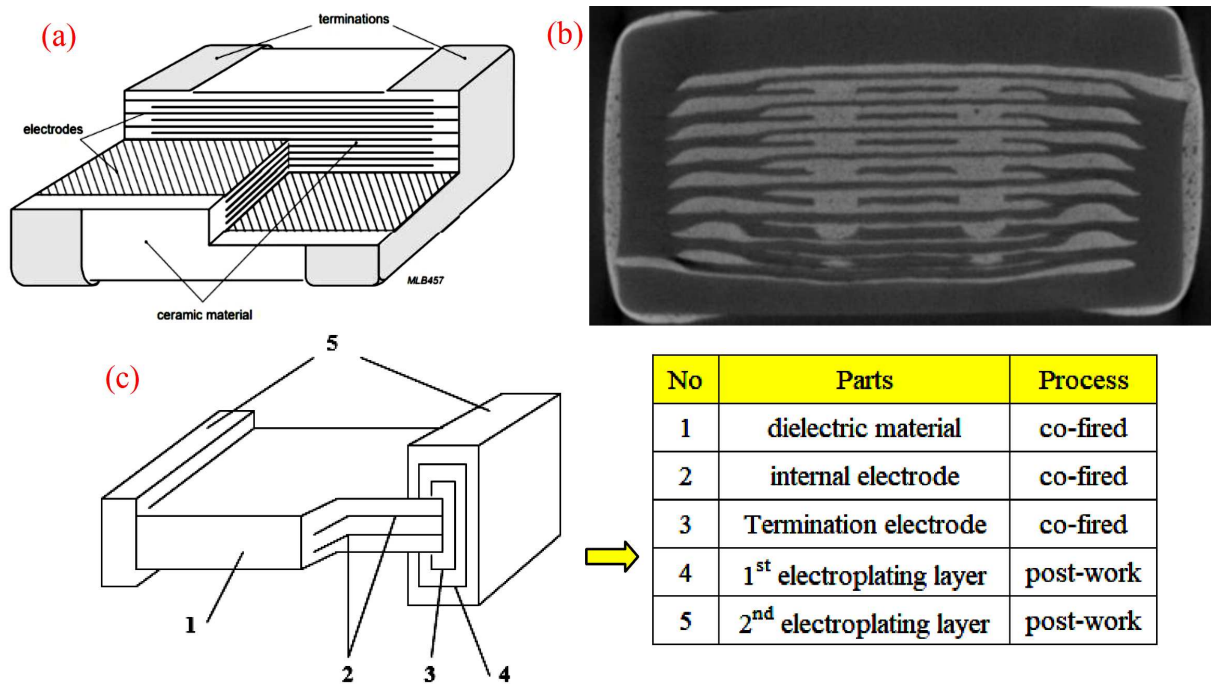 (a)
terminations
electrodes
MLB457
ceramic material
(b)
(c)
5
1
2
3
4
No Parts Process
1 dielectric material co-fired
2 internal electrode co-fired
3 Termination electrode co-fired
4 1st electroplating layer post-work
5 2nd electroplating layer post-work